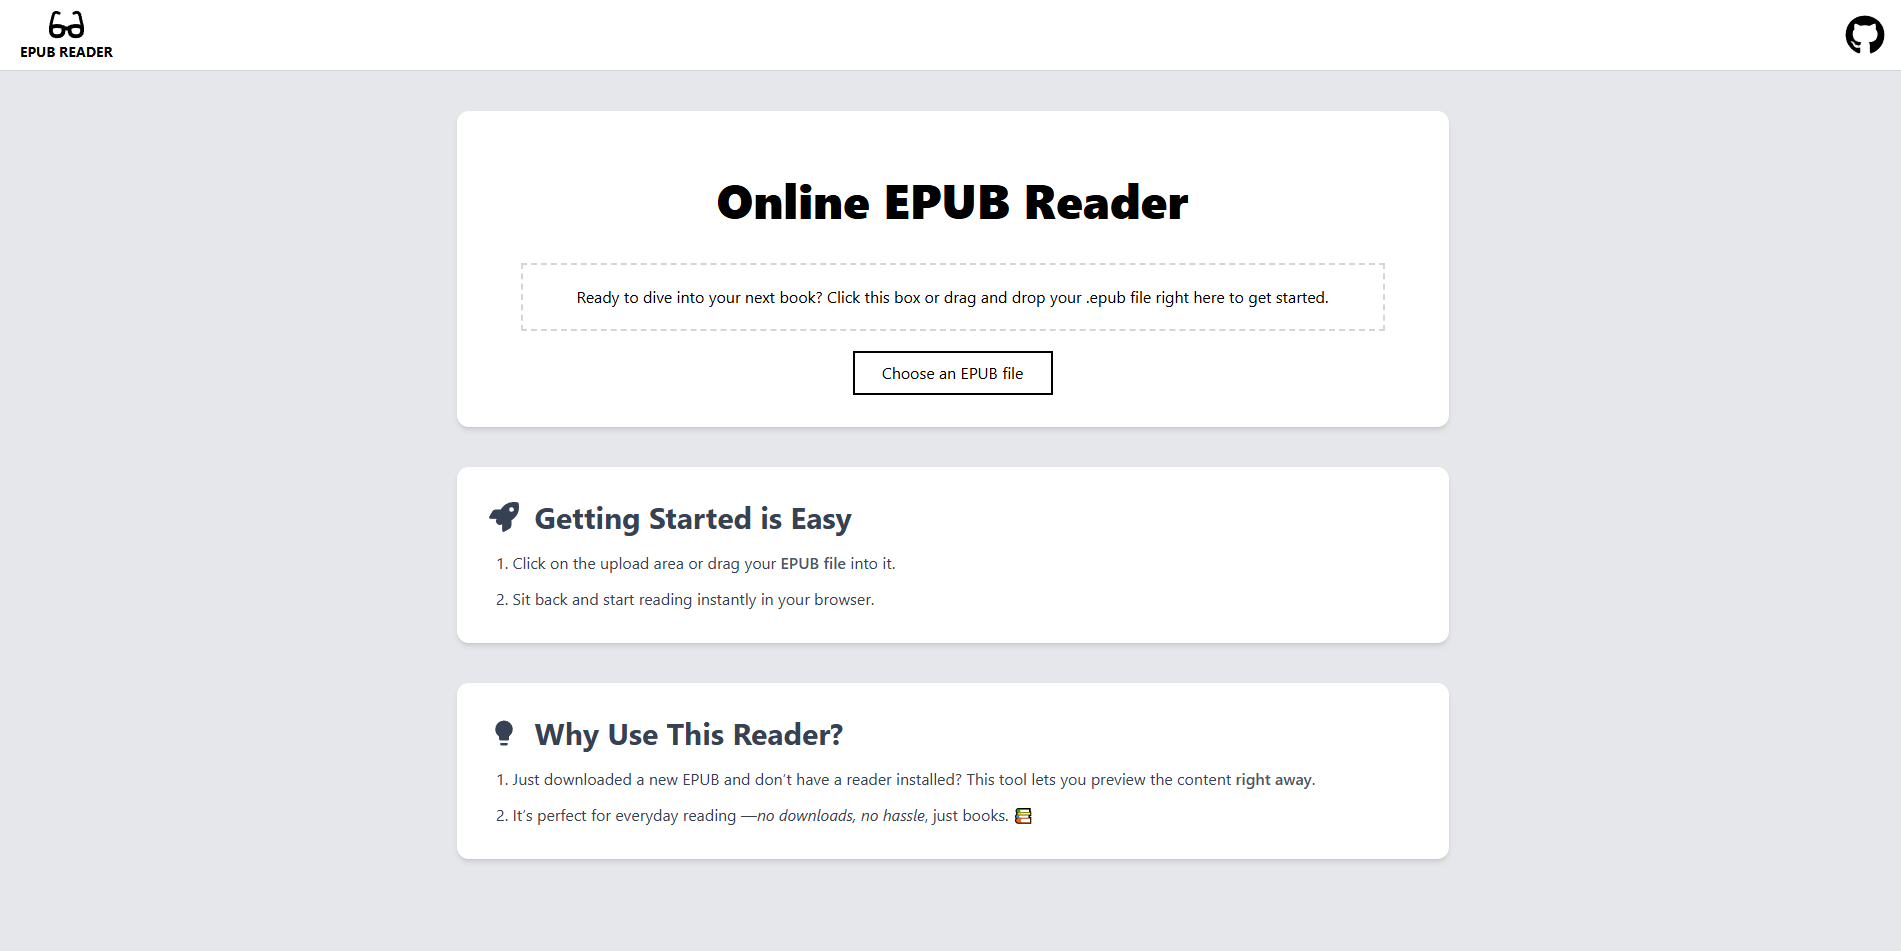 EPUB READER
Online EPUB Reader
Ready to dive into your next book? Click this box or drag and drop your .epub file right here to get started.
Choose an EPUB file
Getting Started is Easy
1. Click on the upload area or drag your EPUB file into it.
2. Sit back and start reading instantly in your browser.
Why Use This Reader?
1. Just downloaded a new EPUB and don’t have a reader installed? This tool lets you preview the content right away.
2. It’s perfect for everyday reading —no downloads, no hassle, just books. 📚